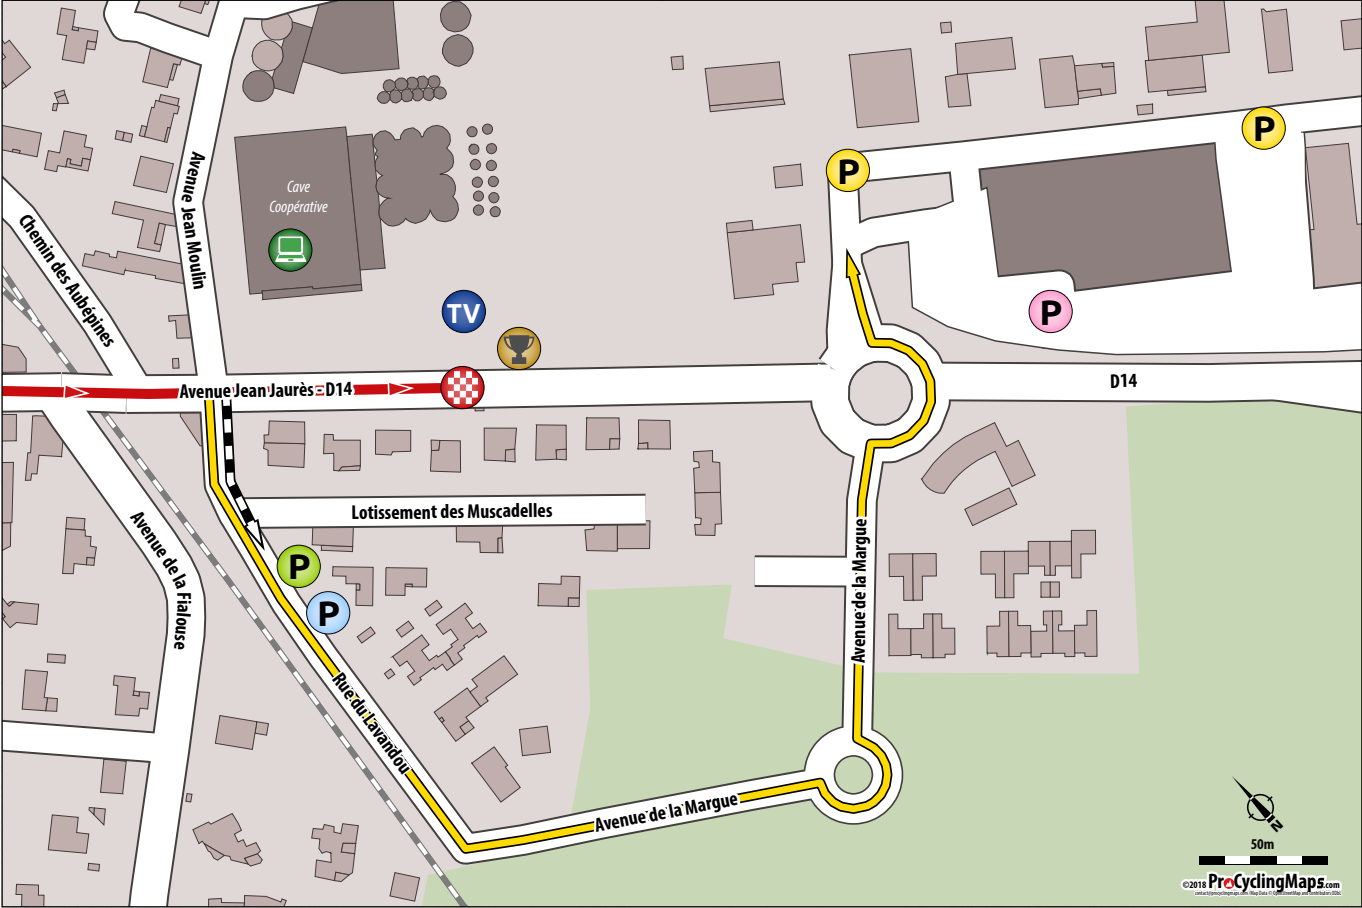 P
P
Cave
Coopérative
Avenue Jean Moulin
Chemin des Aubépines
TV
P
Avenue Jean Jaurès - D14
D14
Lotissement des Muscadelles
Avenue de la Fialouse
P
P
Avenue de la Margue
Rue du Lavandou
Avenue de la Margue
N
50m
©2018 ProCyclingMaps.com